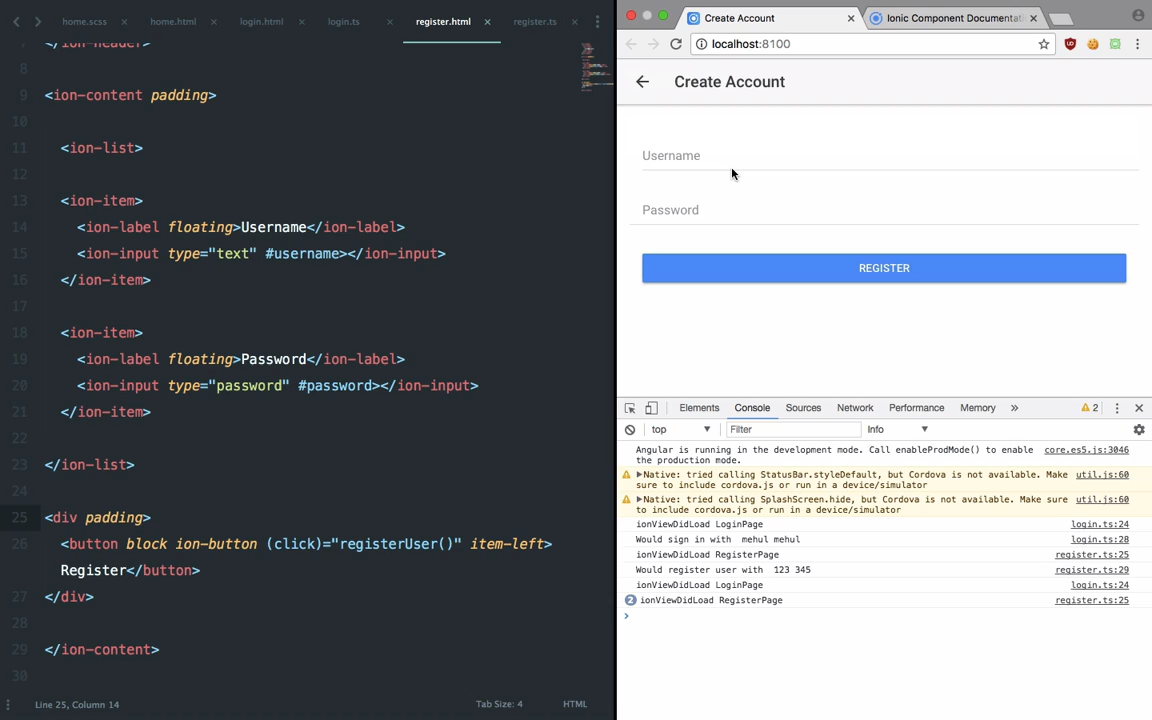 home.scss × home.html × login.html × login.ts × register.html × register.ts ×
7 </ion-header>
8
9 <ion-content padding>
10
11 <ion-list>
12
13 <ion-item>
14 <ion-label floating>Username</ion-label>
15 <ion-input type="text" #username></ion-input>
16 </ion-item>
17
18 <ion-item>
19 <ion-label floating>Password</ion-label>
20 <ion-input type="password" #password></ion-input>
21 </ion-item>
22
23 </ion-list>
24
25 <div padding>
26 <button block ion-button (click)="registerUser()" item-left>
Register</button>
27 </div>
28
29 </ion-content>
30
Line 25, Column 14 Tab Size: 4 HTML
Create Account × Ionic Component Documentati ×
localhost:8100
Create Account
Username
Password
REGISTER
Elements Console Sources Network Performance Memory » 2
top Filter Info
Angular is running in the development mode. Call enableProdMode() to enable core.es5.js:3046
the production mode.
Native: tried calling StatusBar.styleDefault, but Cordova is not available. Make util.js:60
sure to include cordova.js or run in a device/simulator
Native: tried calling SplashScreen.hide, but Cordova is not available. Make sure util.js:60
to include cordova.js or run in a device/simulator
ionViewDidLoad LoginPage login.ts:24
Would sign in with mehul mehul login.ts:28
ionViewDidLoad RegisterPage register.ts:25
Would register user with 123 345 register.ts:29
ionViewDidLoad LoginPage login.ts:24
2 ionViewDidLoad RegisterPage register.ts:25